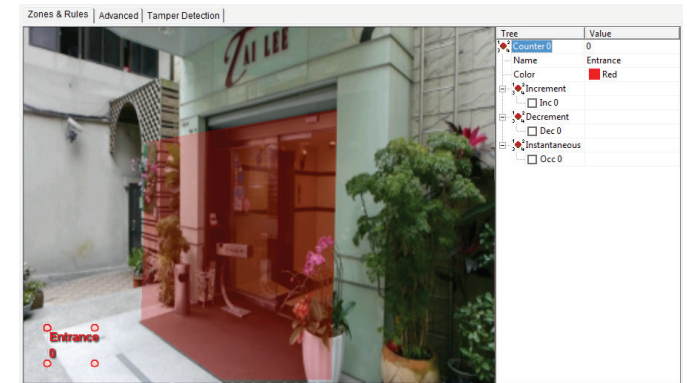 Zones & Rules
Advanced
Tamper Detection
TAI LEE
Entrance
0
Tree
Value
Counter 0
0
Name
Entrance
Color
Red
Increment
Inc 0
Decrement
Dec 0
Instantaneous
Occ 0